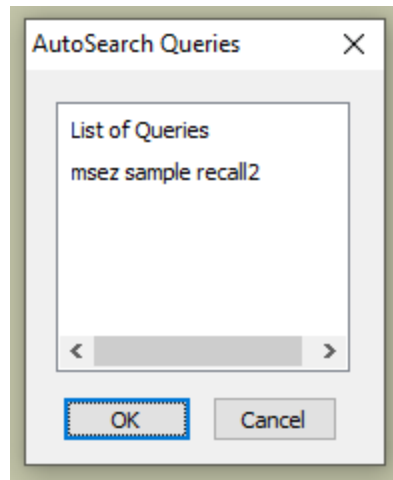 AutoSearch Queries
List of Queries
msez sample recall2
OK
Cancel